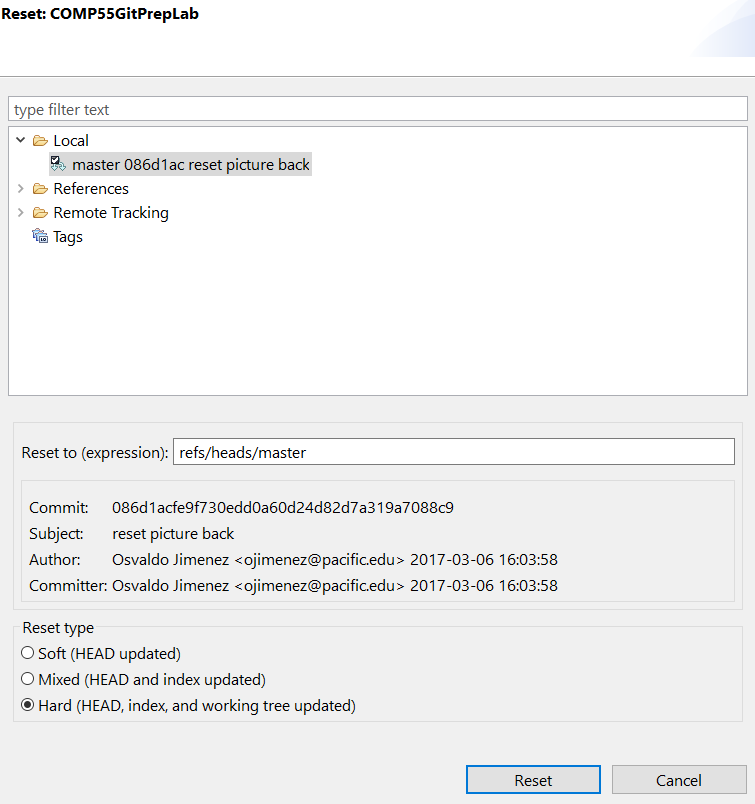 Reset: COMP55GitPrepLab
type filter text
Local
master 086d1ac reset picture back
References
Remote Tracking
Tags
Reset to (expression): refs/heads/master
Commit: 086d1acfe9f730edd0a60d24d82d7a319a7088c9
Subject: reset picture back
Author: Osvaldo Jimenez <ojimenez@pacific.edu> 2017-03-06 16:03:58
Committer: Osvaldo Jimenez <ojimenez@pacific.edu> 2017-03-06 16:03:58
Reset type
Soft (HEAD updated)
Mixed (HEAD and index updated)
Hard (HEAD, index, and working tree updated)
Reset Cancel